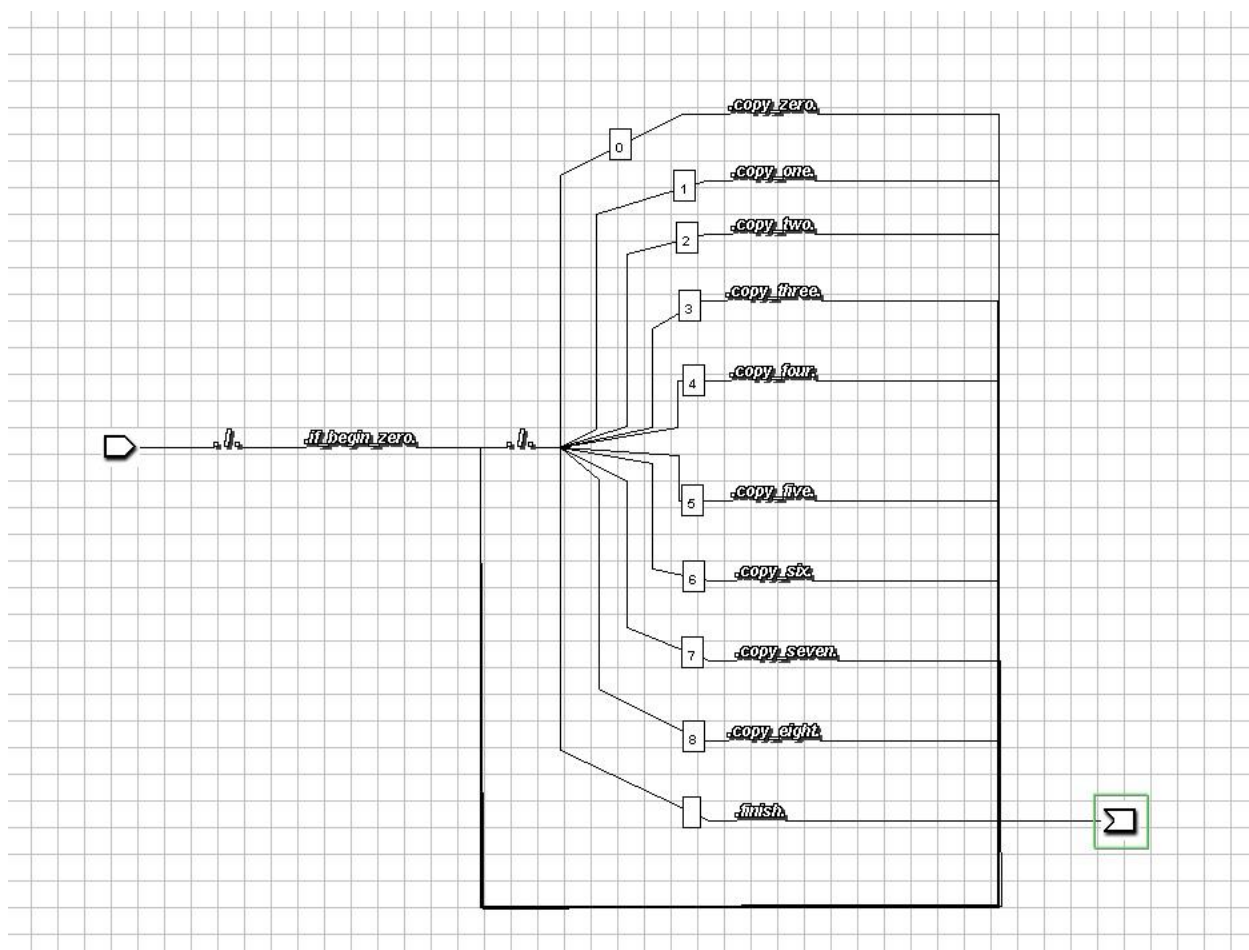 0 .copy_zero.
1 .copy_one.
2 .copy_two.
3 .copy_three.
4 .copy_four.
.if_begin_zero.
5 .copy_five.
6 .copy_six.
7 .copy_seven.
8 .copy_eight.
.finish.